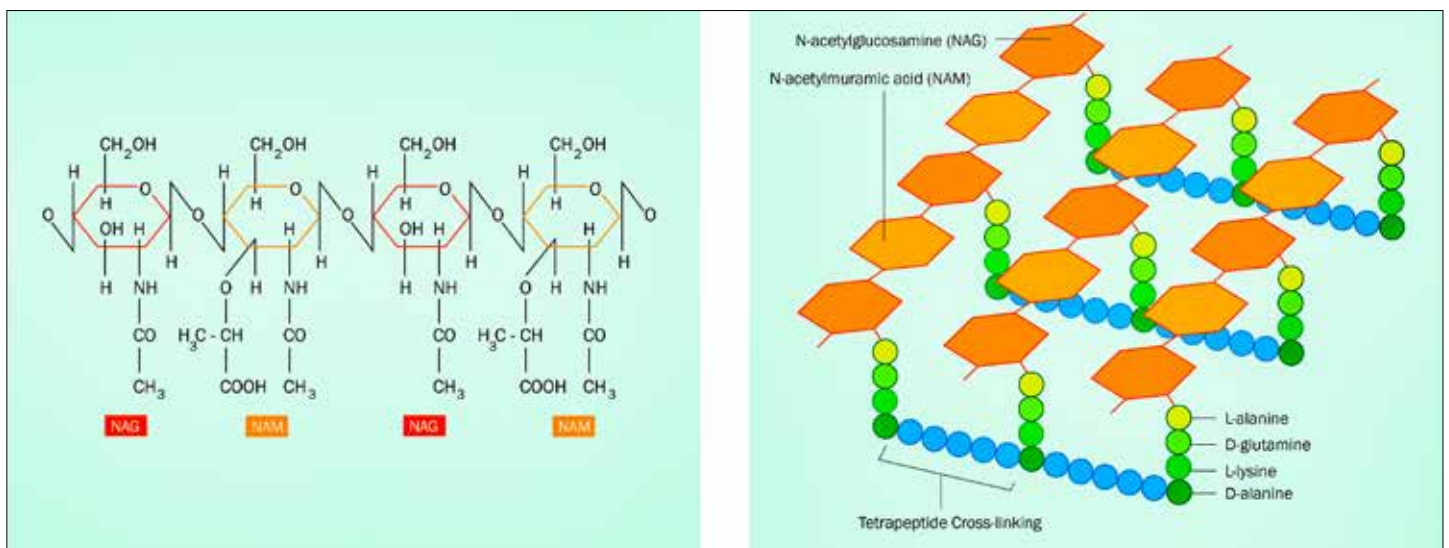 CH₂OH CH₂OH CH₂OH CH₂OH
H H H H
O O O O
H H H H
O O O O O
OH H H OH H H
H H H H
H NH O H NH H NH O H NH
CO H₃C - CH CO CO H₃C - CH CO
CH₃ COOH CH₃ CH₃ COOH CH₃
NAG NAM NAG NAM
N-acetylglucosamine (NAG)
N-acetylmuramic acid (NAM)
L-alanine
D-glutamine
L-lysine
D-alanine
Tetrapeptide Cross-linking